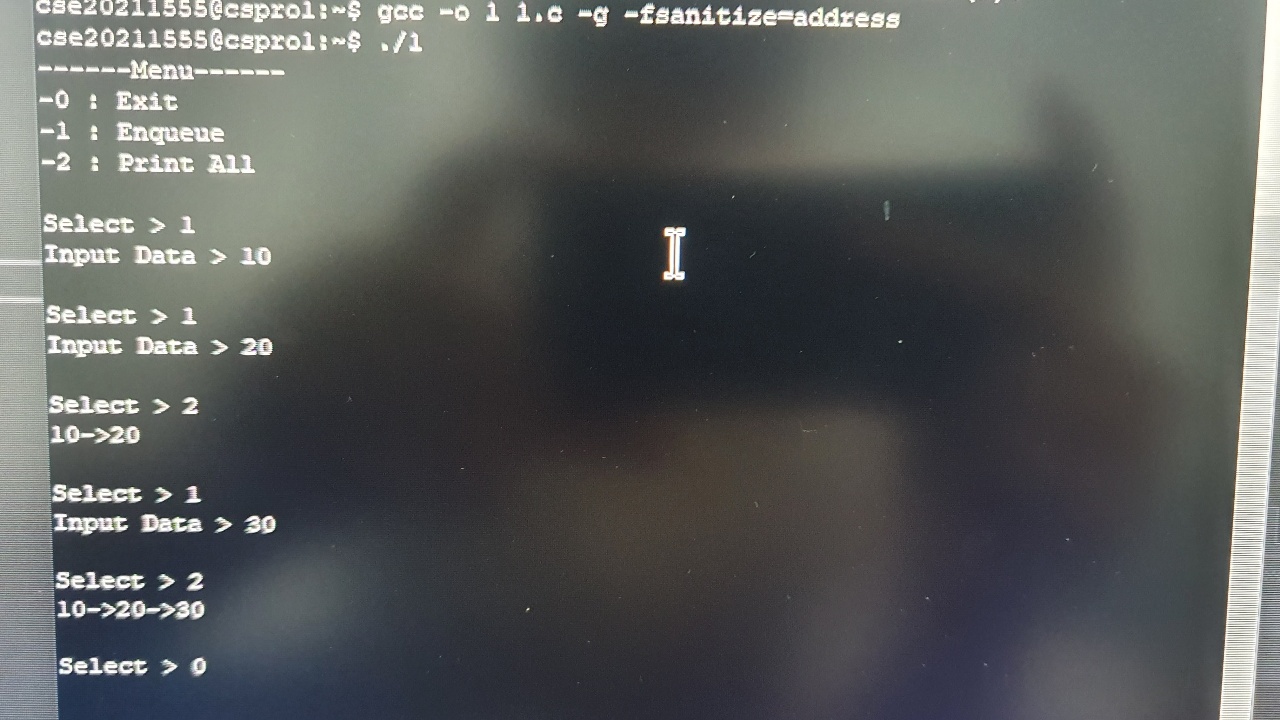 cse20211555@csprol:~$ gcc -o 1 1.c -g -fsanitize=address
cse20211555@csprol:~$ ./1
------Menu------
-0 : Exit
-1 : Enqueue
-2 : Print All
Select > 1
Input Data > 10
Select > 1
Input Data > 20
Select > 2
10->20
Select > 1
Input Data > 30
Select > 2
10->20->30
Select > 0